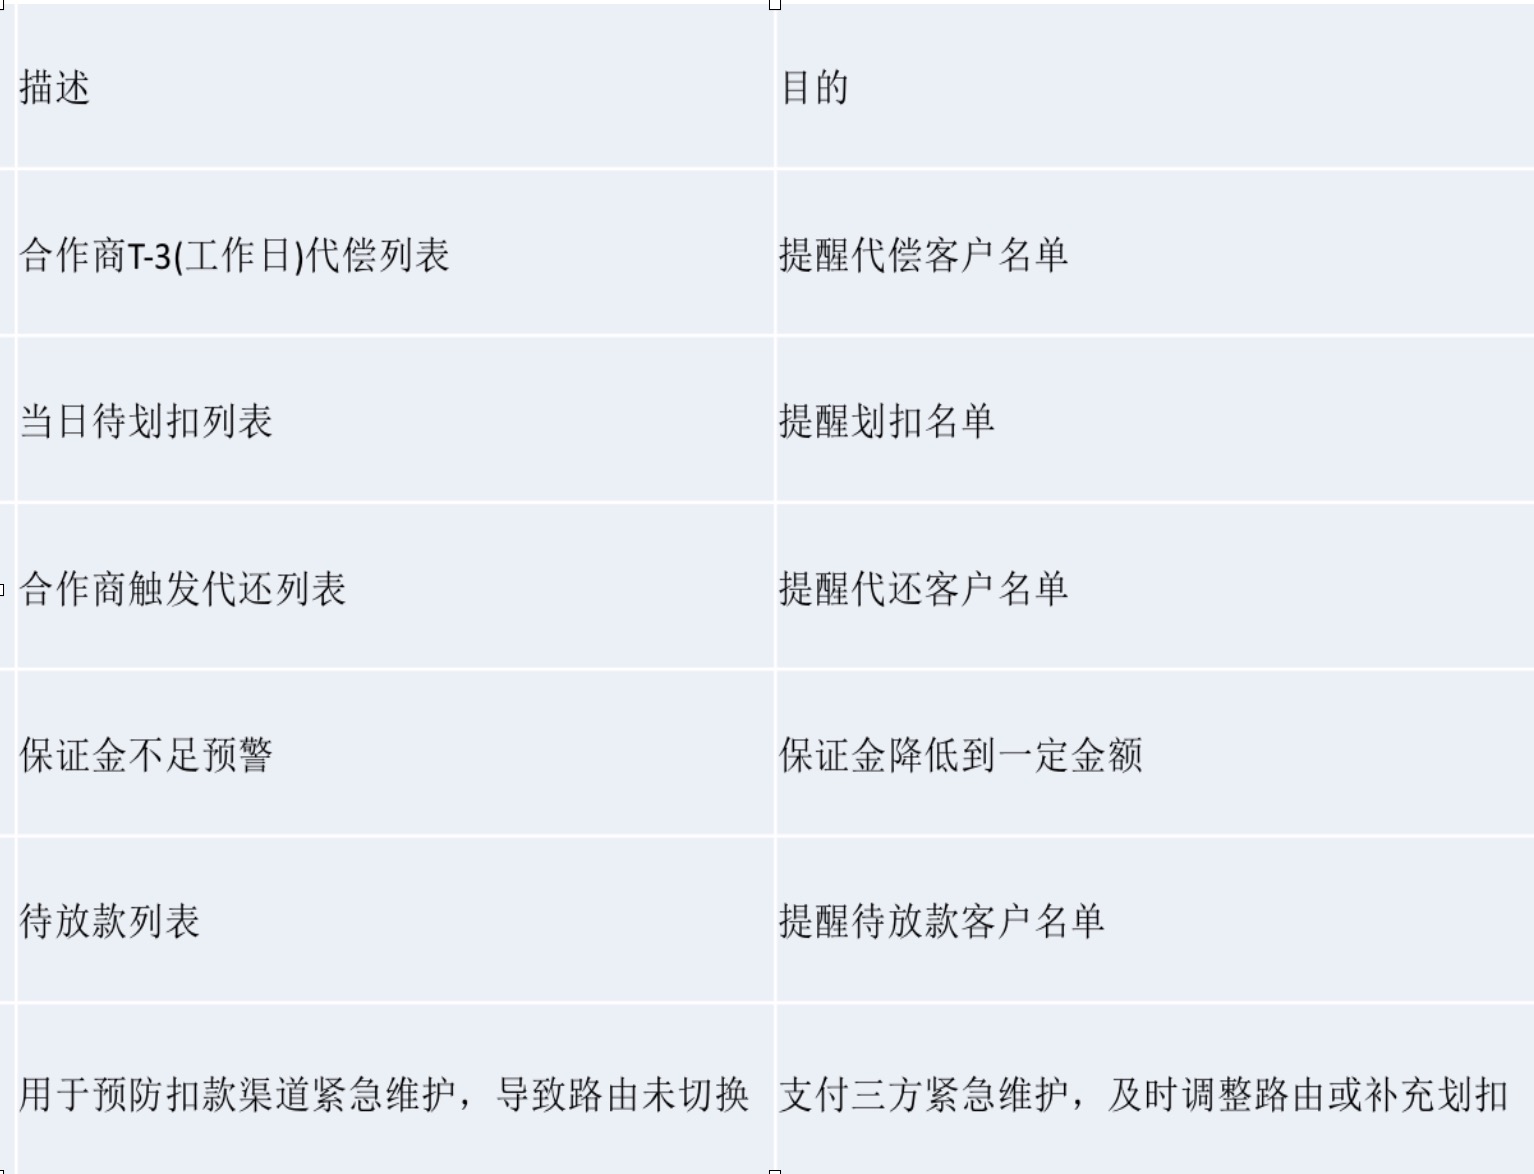 描述
目的
合作商T-3(工作日)代偿列表
提醒代偿客户名单
当日待划扣列表
提醒划扣名单
合作商触发代还列表
提醒代还客户名单
保证金不足预警
保证金降低到一定金额
待放款列表
提醒待放款客户名单
用于预防扣款渠道紧急维护，导致路由未切换
支付三方紧急维护，及时调整路由或补充划扣